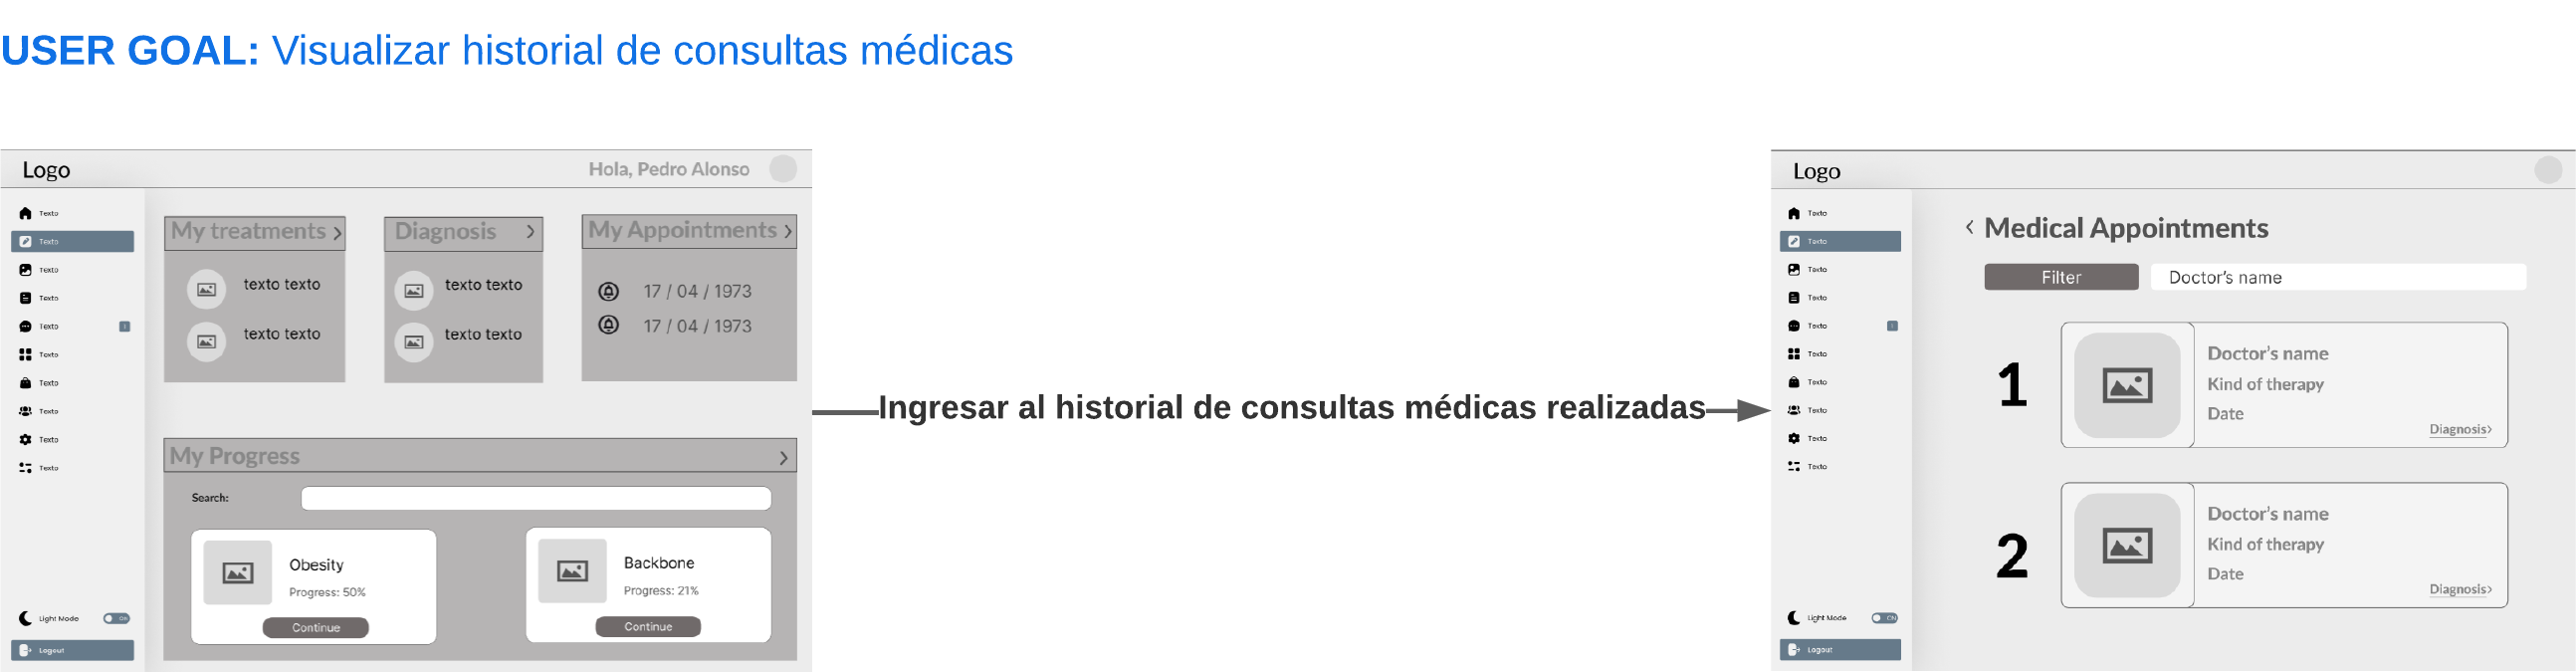 USER GOAL: Visualizar historial de consultas médicas
Logo
Hola, Pedro Alonso
Texto
Texto
Texto
Texto
Texto
Texto
Texto
Texto
Texto
Texto
Light Mode
ON
Logout
My treatments >
texto texto
texto texto
Diagnosis >
texto texto
texto texto
My Appointments >
17 / 04 / 1973
17 / 04 / 1973
My Progress >
Search:
Obesity
Progress: 50%
Continue
Backbone
Progress: 21%
Continue
Ingresar al historial de consultas médicas realizadas
Logo
Texto
Texto
Texto
Texto
Texto
Texto
Texto
Texto
Texto
Texto
Light Mode
ON
Logout
< Medical Appointments
Filter
Doctor's name
1
Doctor's name
Kind of therapy
Date
Diagnosis>
2
Doctor's name
Kind of therapy
Date
Diagnosis>